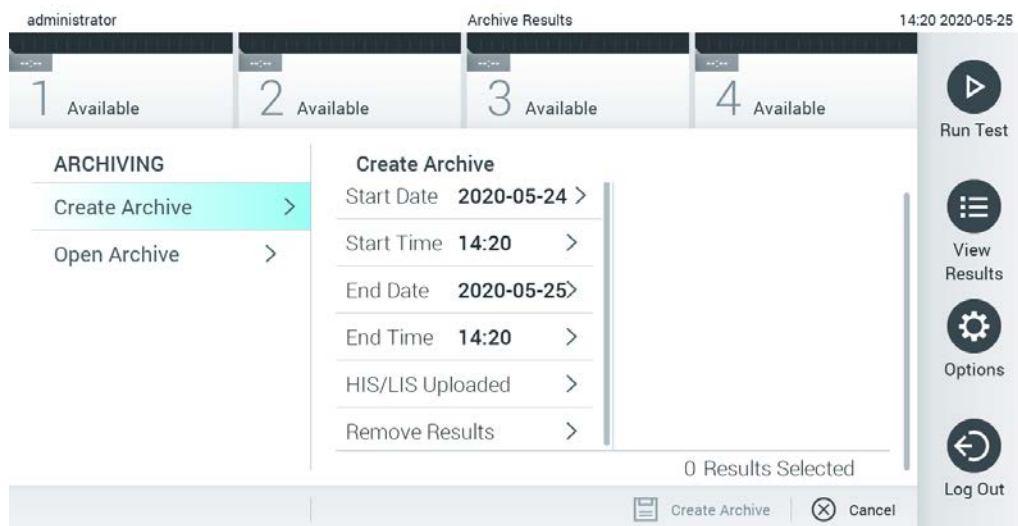 administrator
Archive Results
14:20 2020-05-25
--:--
1 Available
--:--
2 Available
--:--
3 Available
--:--
4 Available
ARCHIVING
Create Archive
Open Archive
Create Archive
Start Date 2020-05-24
Start Time 14:20
End Date 2020-05-25
End Time 14:20
HIS/LIS Uploaded
Remove Results
0 Results Selected
Create Archive
Cancel
Run Test
View
Results
Options
Log Out